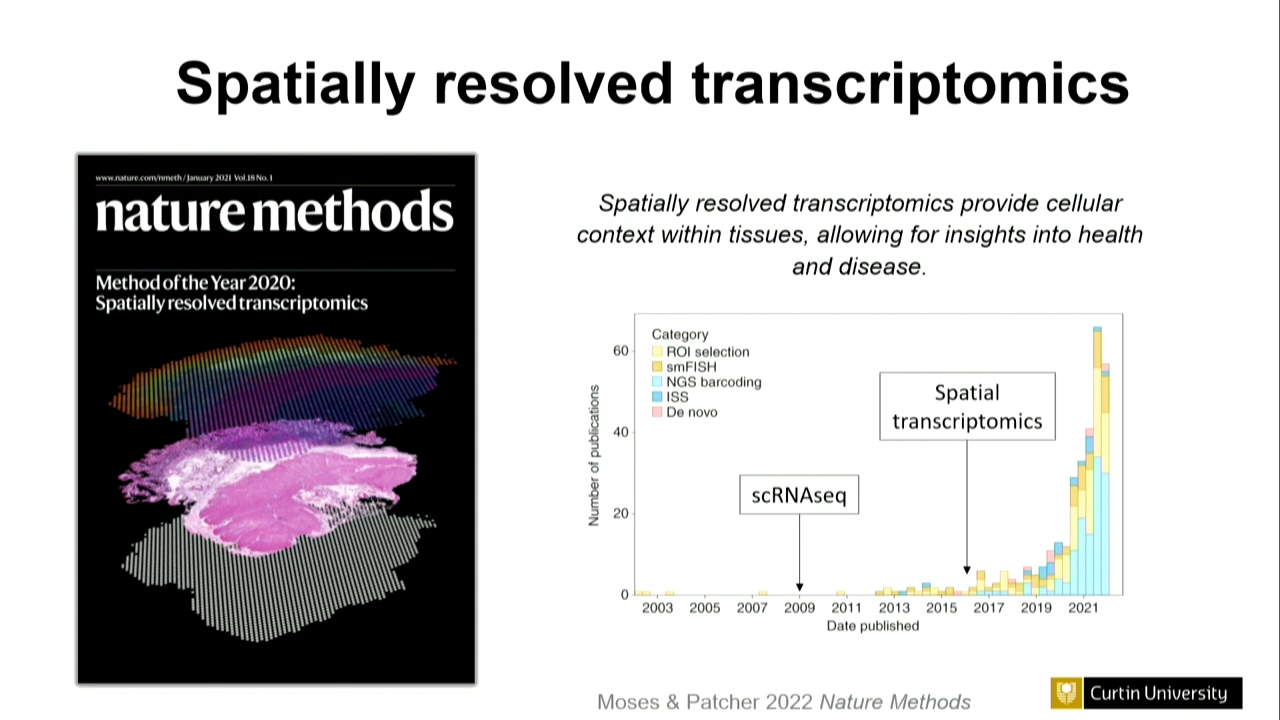 Spatially resolved transcriptomics
www.nature.com/nmeth / January 2021 Vol.18 No. 1
nature methods
Method of the Year 2020:
Spatially resolved transcriptomics
Spatially resolved transcriptomics provide cellular
context within tissues, allowing for insights into health
and disease.
Category
ROI selection
smFISH
NGS barcoding
ISS
De novo
Spatial
transcriptomics
scRNAseq
Number of publications
60
40
20
0
2003 2005 2007 2009 2011 2013 2015 2017 2019 2021
Date published
Moses & Patcher 2022 Nature Methods
Curtin University